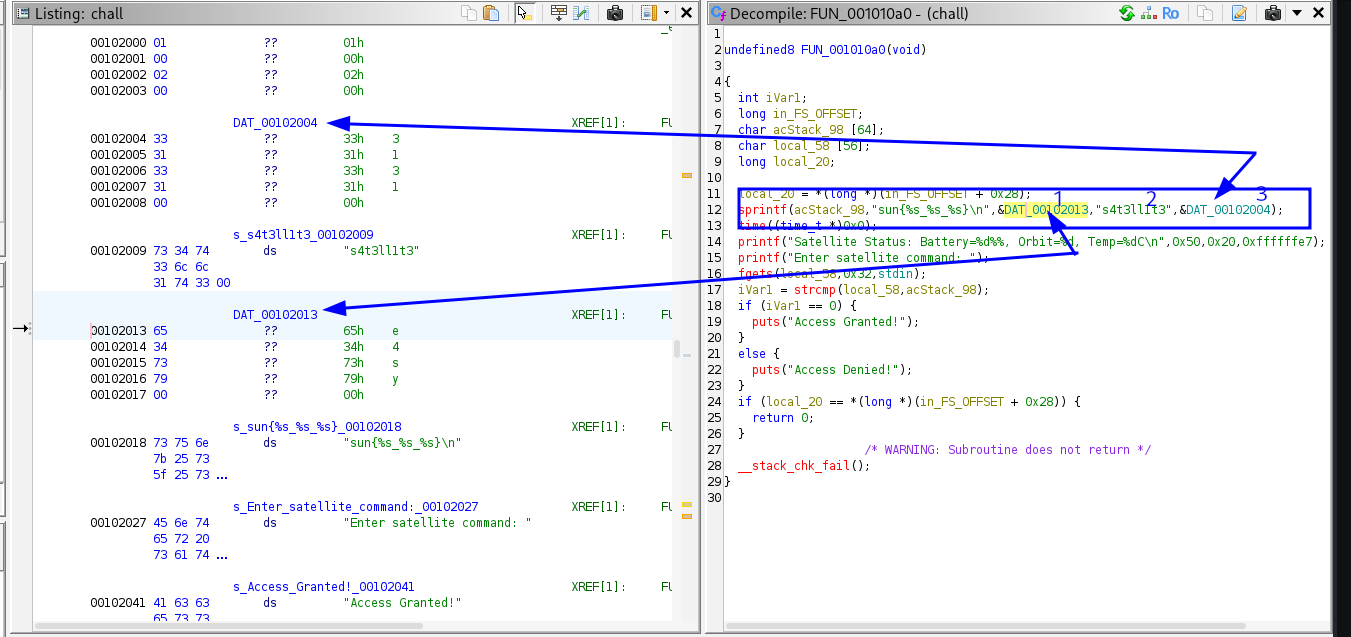 Listing: chall
00102000 01 ?? 01h
00102001 00 ?? 00h
00102002 02 ?? 02h
00102003 00 ?? 00h
DAT_00102004 XREF[1]: FU
00102004 33 ?? 33h 3
00102005 31 ?? 31h 1
00102006 33 ?? 33h 3
00102007 31 ?? 31h 1
00102008 00 ?? 00h
s_s4t3ll1t3_00102009 XREF[1]: FU
00102009 73 34 74 ds "s4t3ll1t3"
33 6c 6c
31 74 33 00
DAT_00102013 XREF[1]: FU
00102013 65 ?? 65h e
00102014 34 ?? 34h 4
00102015 73 ?? 73h s
00102016 79 ?? 79h y
00102017 00 ?? 00h
s_sun{%s_%s_%s}_00102018 XREF[1]: FU
00102018 73 75 6e ds "sun{%s_%s_%s}\n"
7b 25 73
5f 25 73 ...
s_Enter_satellite_command:_00102027 XREF[1]: FU
00102027 45 6e 74 ds "Enter satellite command: "
65 72 20
73 61 74 ...
s_Access_Granted!_00102041 XREF[1]: FU
00102041 41 63 63 ds "Access Granted!"
65 73 73
Decompile: FUN_001010a0 - (chall)
Ro
1
2 undefined8 FUN_001010a0(void)
3
4 {
5 int iVar1;
6 long in_FS_OFFSET;
7 char acStack_98 [64];
8 char local_58 [56];
9 long local_20;
10
11 local_20 = *(long *)(in_FS_OFFSET + 0x28);
1 2 3
12 sprintf(acStack_98,"sun{%s_%s_%s}\n",&DAT_00102013,"s4t3ll1t3",&DAT_00102004);
13 time((time_t *)0x0);
14 printf("Satellite Status: Battery=%d%%, Orbit=%d, Temp=%dC\n",0x50,0x20,0xffffffe7);
15 printf("Enter satellite command: ");
16 fgets(local_58,0x32,stdin);
17 iVar1 = strcmp(local_58,acStack_98);
18 if (iVar1 == 0) {
19 puts("Access Granted!");
20 }
21 else {
22 puts("Access Denied!");
23 }
24 if (local_20 == *(long *)(in_FS_OFFSET + 0x28)) {
25 return 0;
26 }
27 /* WARNING: Subroutine does not return */
28 __stack_chk_fail();
29 }
30